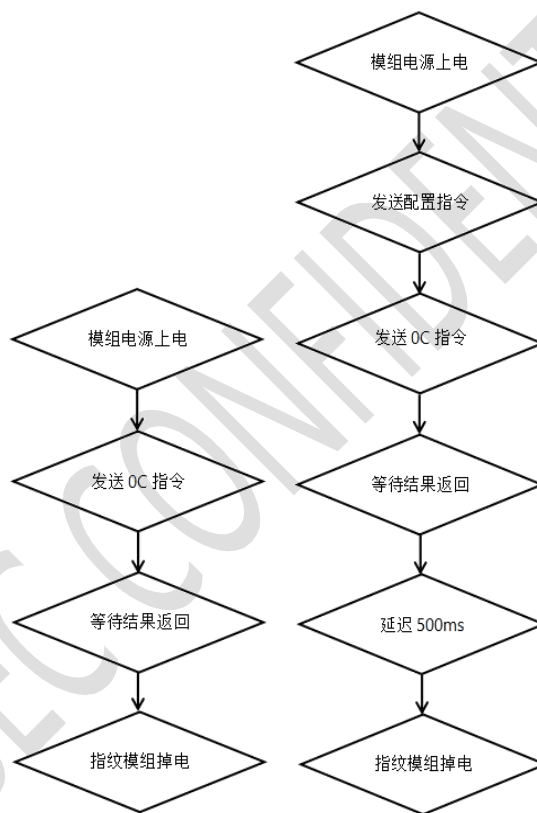 模组电源上电
发送 0C 指令
等待结果返回
指纹模组掉电
模组电源上电
发送配置指令
发送 0C 指令
等待结果返回
延迟 500ms
指纹模组掉电
SEC CONFIDENT